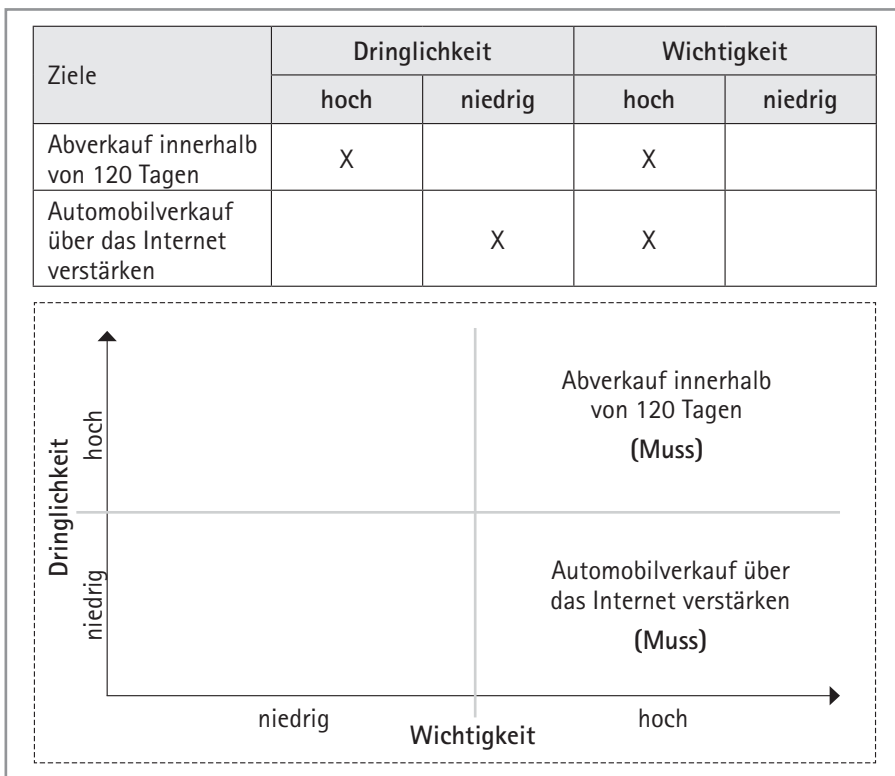 Ziele
Dringlichkeit
Wichtigkeit
hoch
niedrig
hoch
niedrig
Abverkauf innerhalb
von 120 Tagen
X
X
Automobilverkauf
über das Internet
verstärken
X
X
Dringlichkeit
hoch
niedrig
Abverkauf innerhalb
von 120 Tagen
(Muss)
Automobilverkauf über
das Internet verstärken
(Muss)
niedrig
hoch
Wichtigkeit